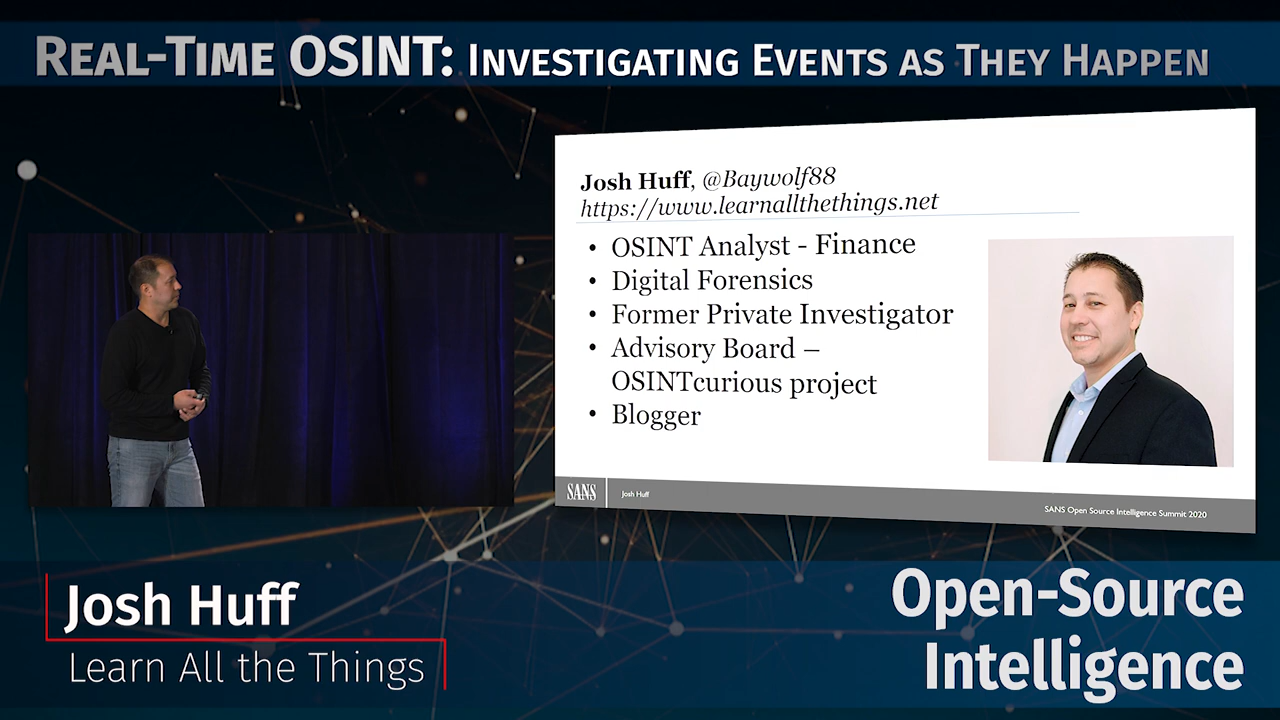 Real-Time OSINT: Investigating Events as They Happen
Josh Huff, @Baywolf88
https://www.learnallthethings.net
• OSINT Analyst - Finance
• Digital Forensics
• Former Private Investigator
• Advisory Board –
OSINTcurious project
• Blogger
SANS
Josh Huff
SANS Open Source Intelligence Summit 2020
Josh Huff
Learn All the Things
Open-Source
Intelligence